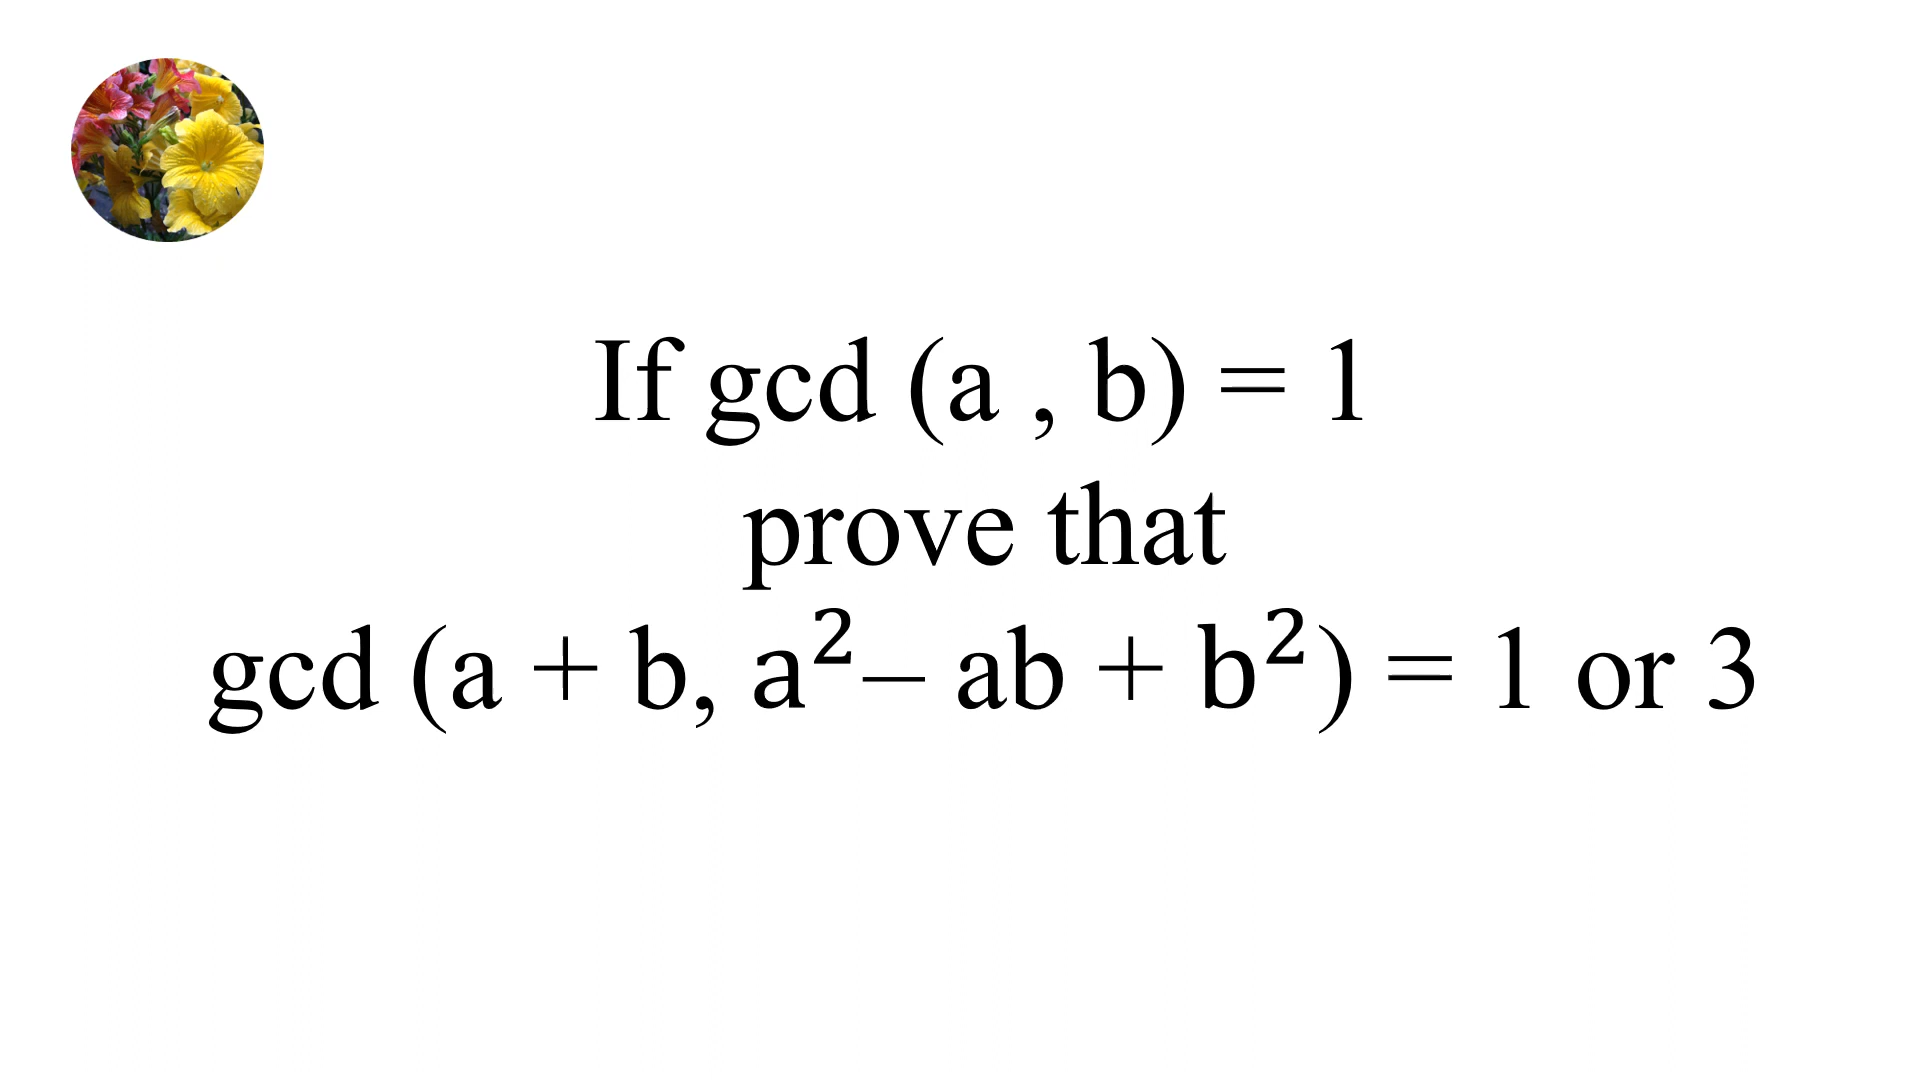 If gcd (a , b) = 1
prove that
gcd (a + b, a²– ab + b²) = 1 or 3